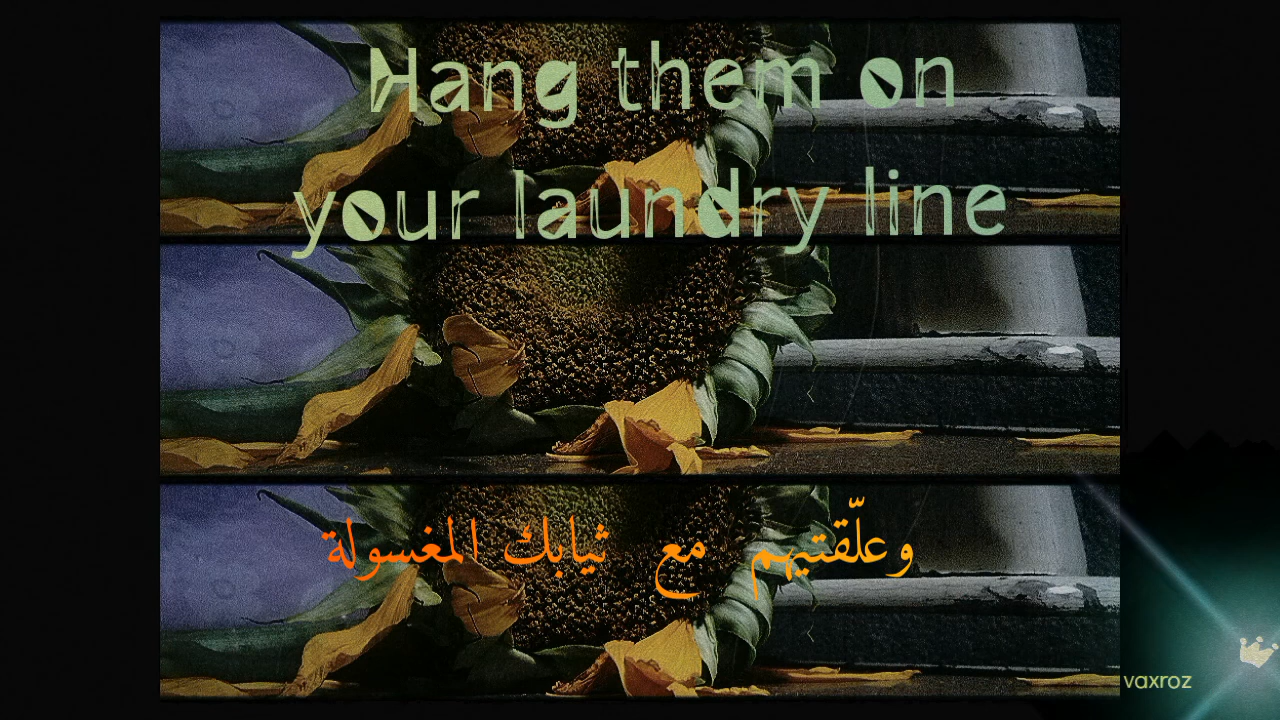 Hang them on
your laundry line
وعلّقتيهم مع ثيابك المغسولة
vaxroz